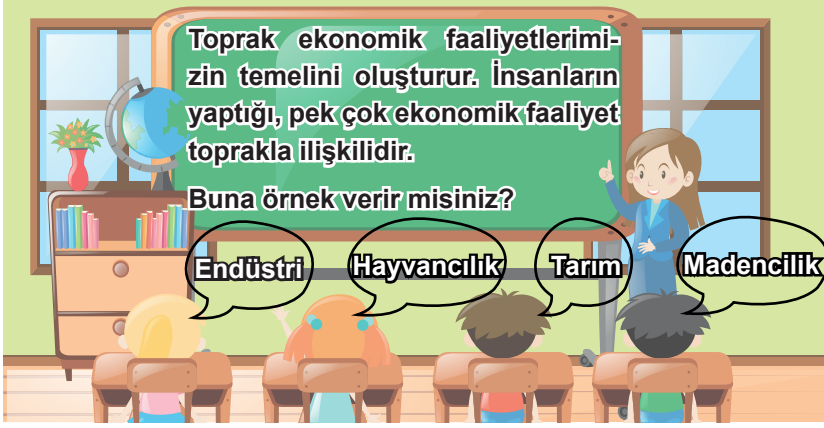 Toprak ekonomik faaliyetlerimi-
zin temelini oluşturur. İnsanların
yaptığı, pek çok ekonomik faaliyet
toprakla ilişkilidir.
Buna örnek verir misiniz?
Endüstri Hayvancılık Tarım Madencilik